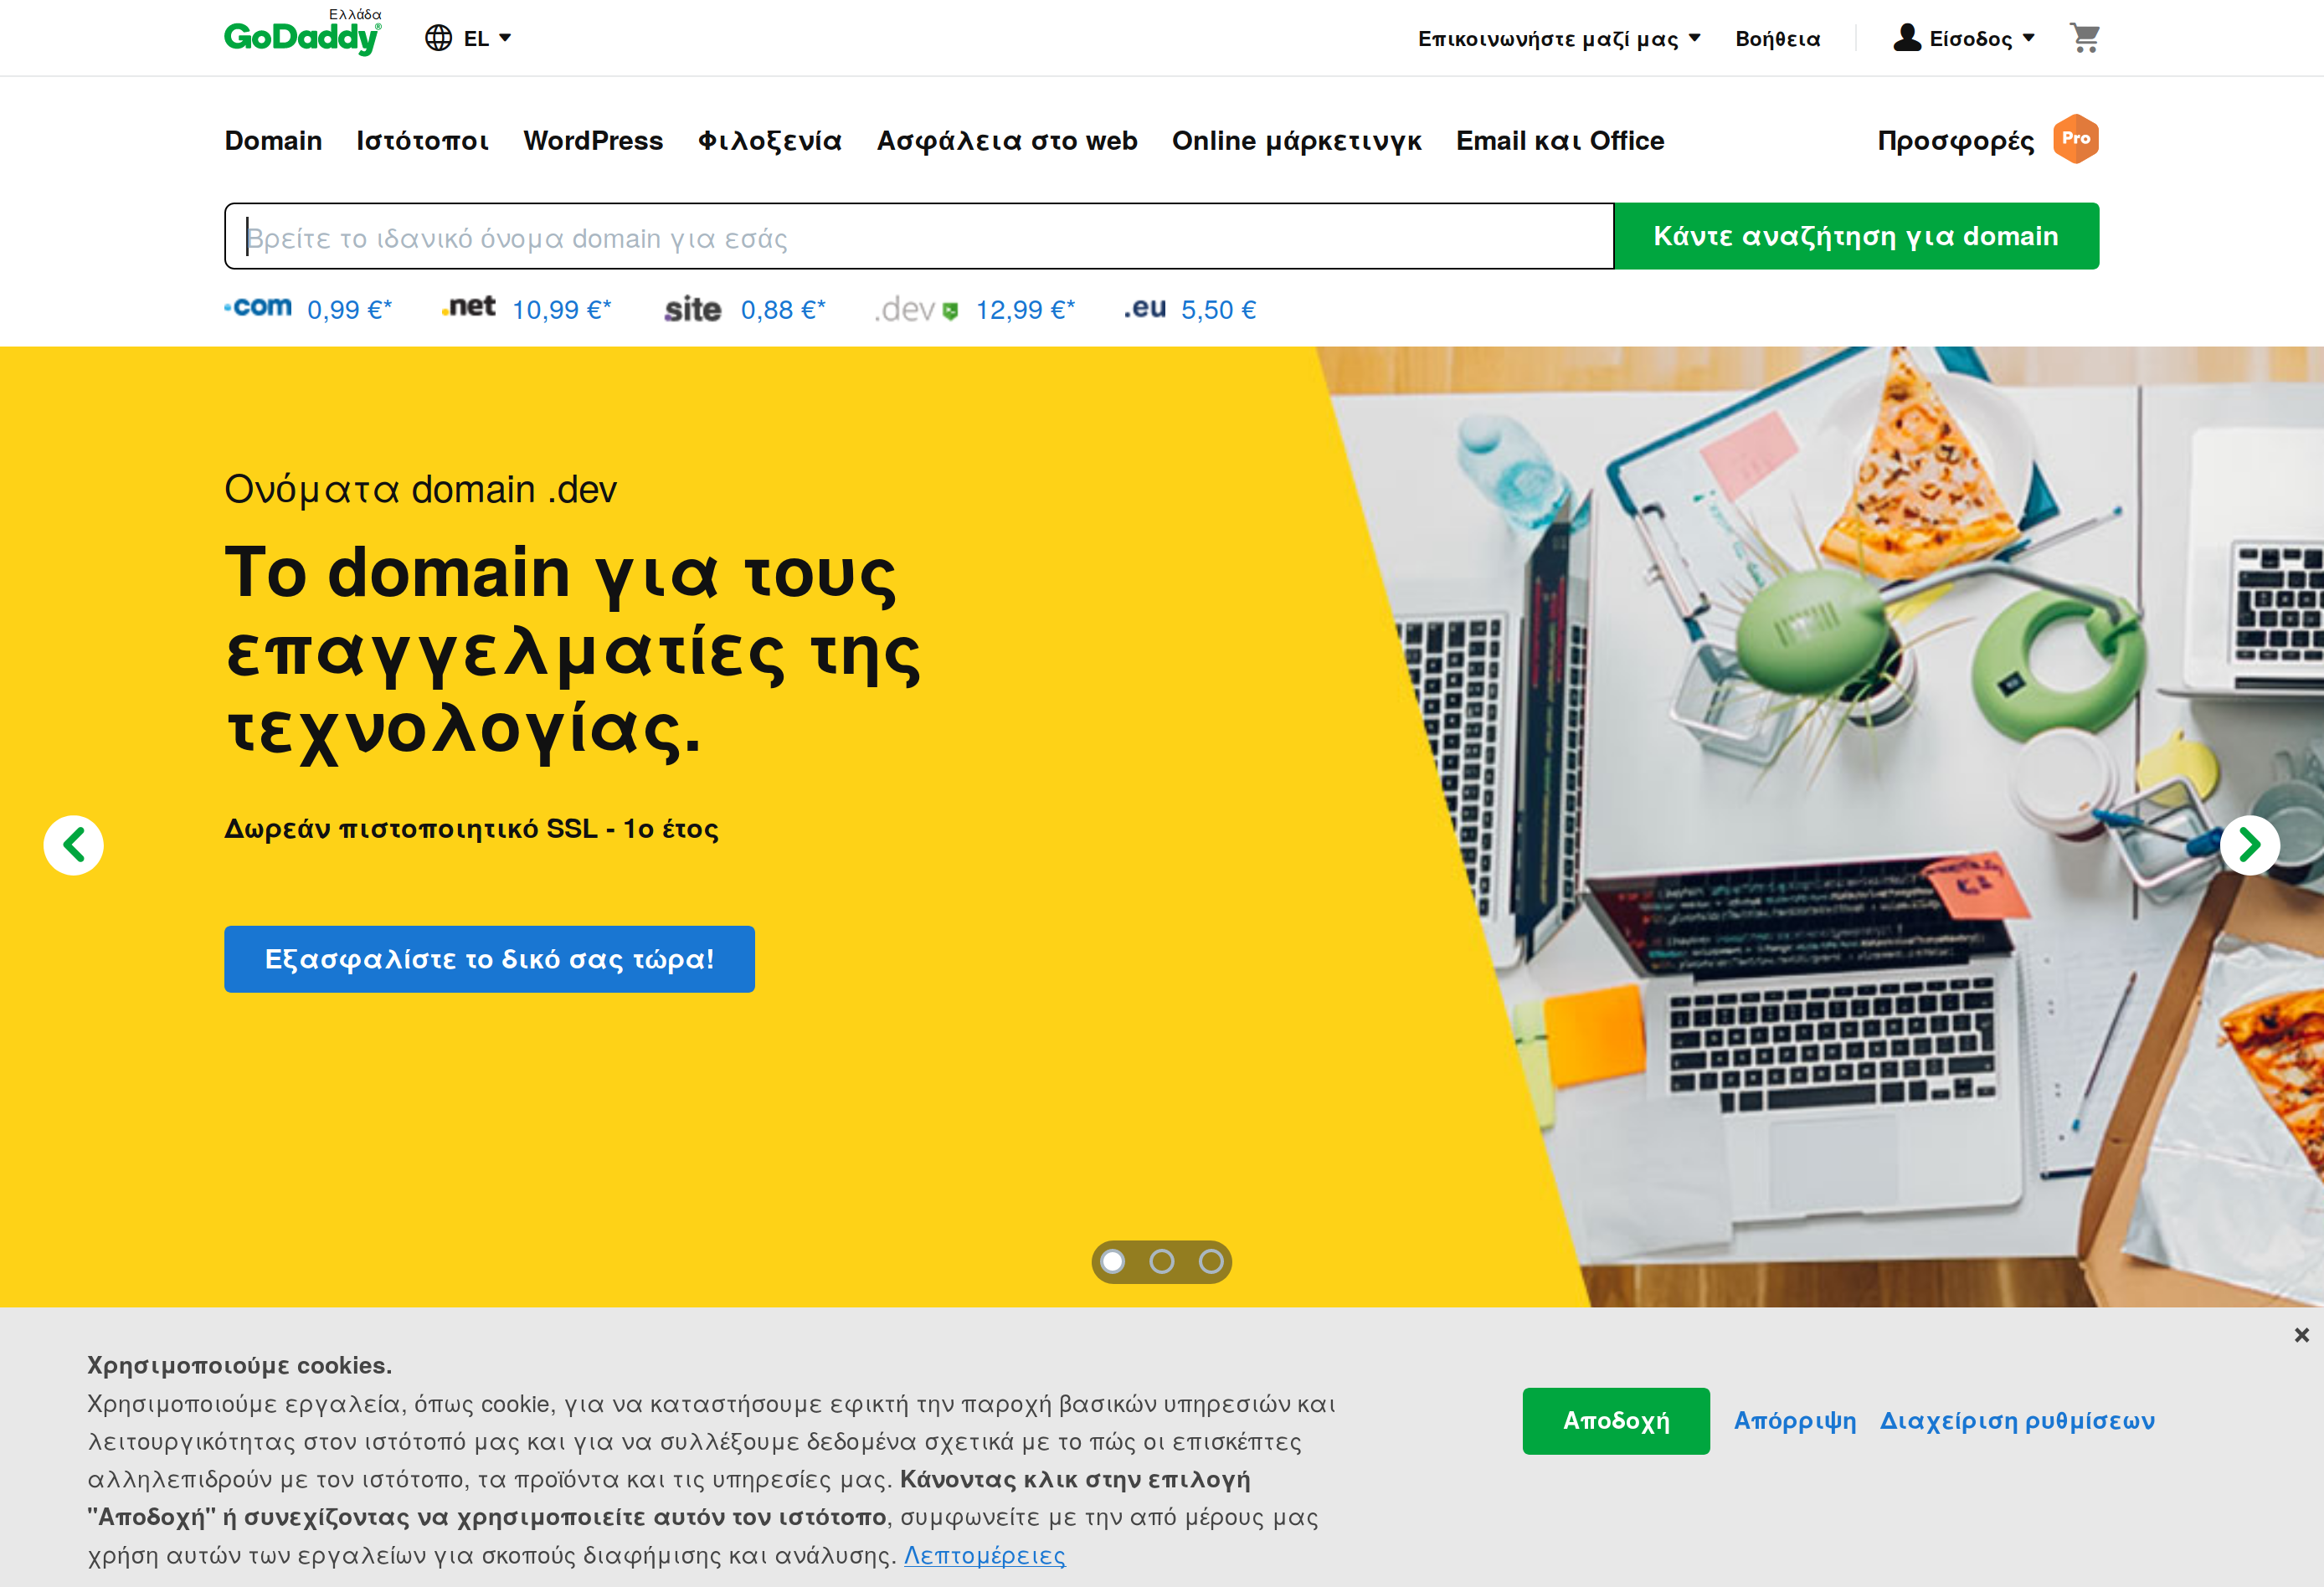 Ελλάδα
GoDaddy®
EL
Επικοινωνήστε μαζί μας
Βοήθεια
Είσοδος
Domain Ιστότοποι WordPress Φιλοξενία Ασφάλεια στο web Online μάρκετινγκ Email και Office Προσφορές Pro
Βρείτε το ιδανικό όνομα domain για εσάς
Κάντε αναζήτηση για domain
.com 0,99 €* .net 10,99 €* .site 0,88 €* .dev 12,99 €* .eu 5,50 €
Ονόματα domain .dev
Το domain για τους
επαγγελματίες της
τεχνολογίας.
Δωρεάν πιστοποιητικό SSL - 1ο έτος
Εξασφαλίστε το δικό σας τώρα!
Χρησιμοποιούμε cookies.
Χρησιμοποιούμε εργαλεία, όπως cookie, για να καταστήσουμε εφικτή την παροχή βασικών υπηρεσιών και
λειτουργικότητας στον ιστότοπό μας και για να συλλέξουμε δεδομένα σχετικά με το πώς οι επισκέπτες
αλληλεπιδρούν με τον ιστότοπο, τα προϊόντα και τις υπηρεσίες μας. Κάνοντας κλικ στην επιλογή
"Αποδοχή" ή συνεχίζοντας να χρησιμοποιείτε αυτόν τον ιστότοπο, συμφωνείτε με την από μέρους μας
χρήση αυτών των εργαλείων για σκοπούς διαφήμισης και ανάλυσης. Λεπτομέρειες
Αποδοχή
Απόρριψη
Διαχείριση ρυθμίσεων